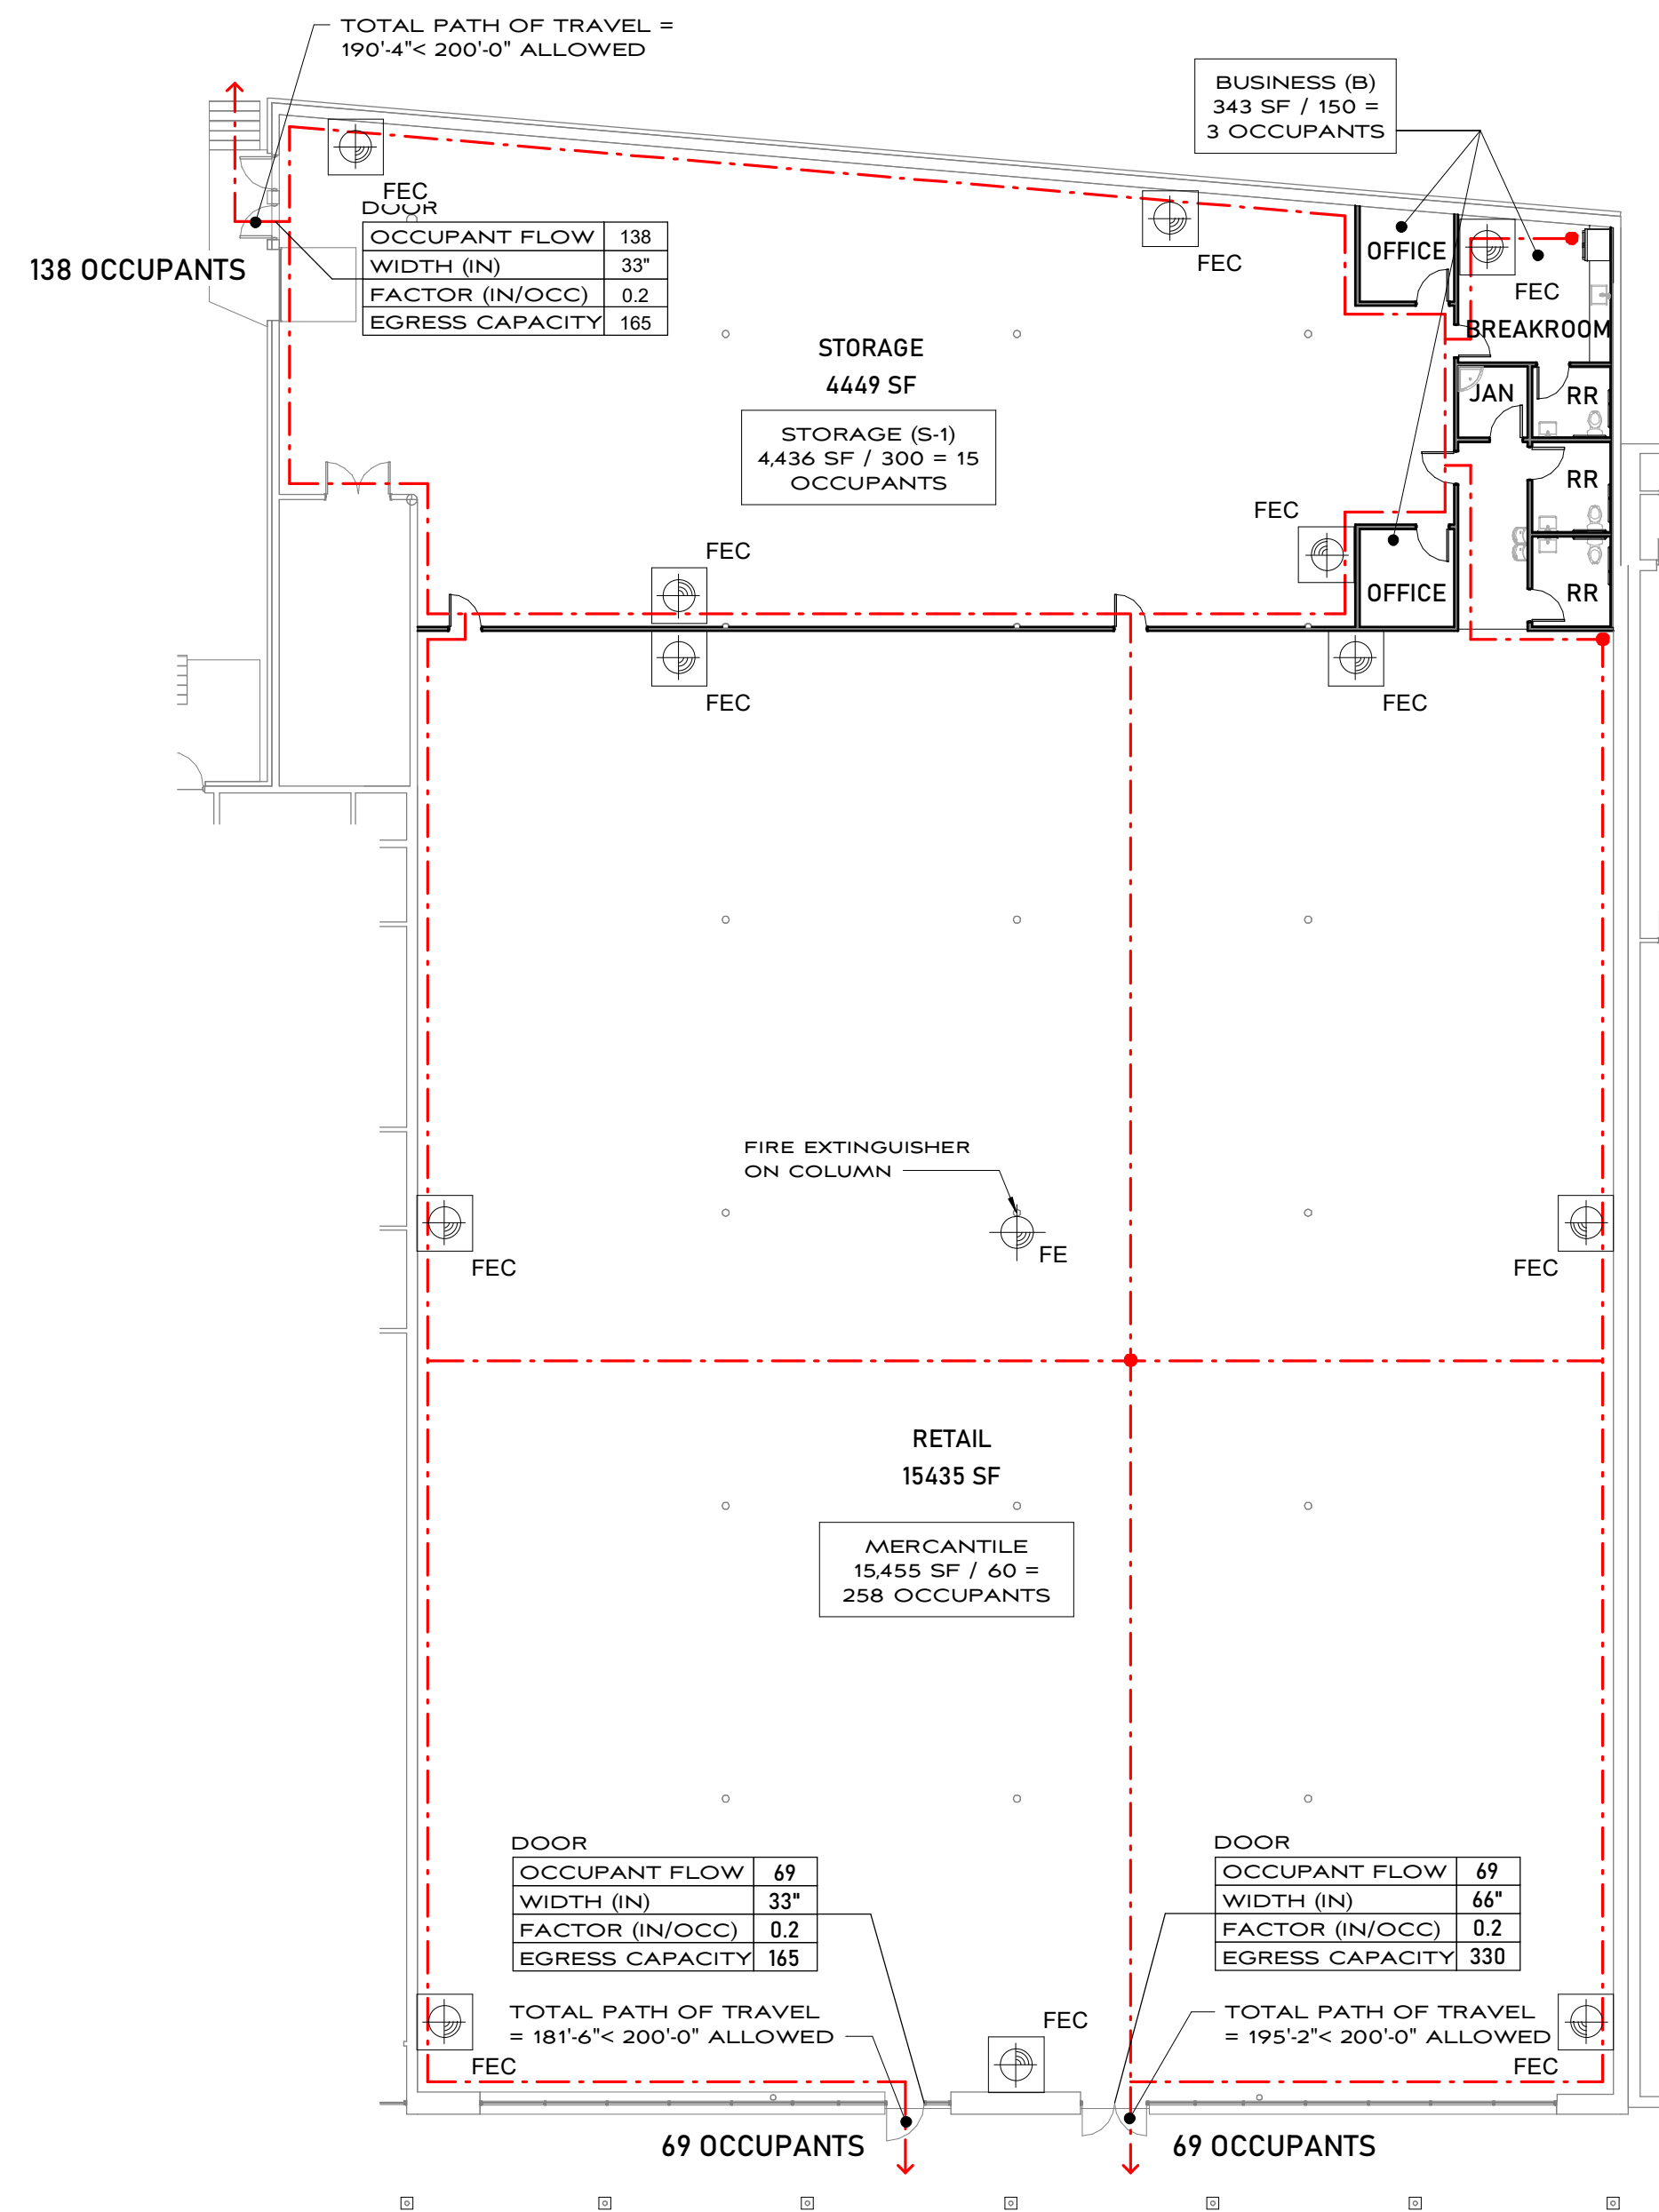 TOTAL PATH OF TRAVEL =
190'-4"< 200'-0" ALLOWED
BUSINESS (B)
343 SF / 150 =
3 OCCUPANTS
FEC
DOOR
OCCUPANT FLOW 138
WIDTH (IN) 33"
FACTOR (IN/OCC) 0.2
EGRESS CAPACITY 165
138 OCCUPANTS
FEC
OFFICE
FEC
BREAKROOM
STORAGE
4449 SF
STORAGE (S-1)
4,436 SF / 300 = 15
OCCUPANTS
JAN
RR
RR
FEC
FEC
OFFICE
RR
FEC
FEC
FIRE EXTINGUISHER
ON COLUMN
FE
FEC
FEC
RETAIL
15435 SF
MERCANTILE
15,455 SF / 60 =
258 OCCUPANTS
DOOR
OCCUPANT FLOW 69
WIDTH (IN) 33"
FACTOR (IN/OCC) 0.2
EGRESS CAPACITY 165
DOOR
OCCUPANT FLOW 69
WIDTH (IN) 66"
FACTOR (IN/OCC) 0.2
EGRESS CAPACITY 330
TOTAL PATH OF TRAVEL
= 181'-6"< 200'-0" ALLOWED
FEC
FEC
TOTAL PATH OF TRAVEL
= 195'-2"< 200'-0" ALLOWED
FEC
69 OCCUPANTS
69 OCCUPANTS